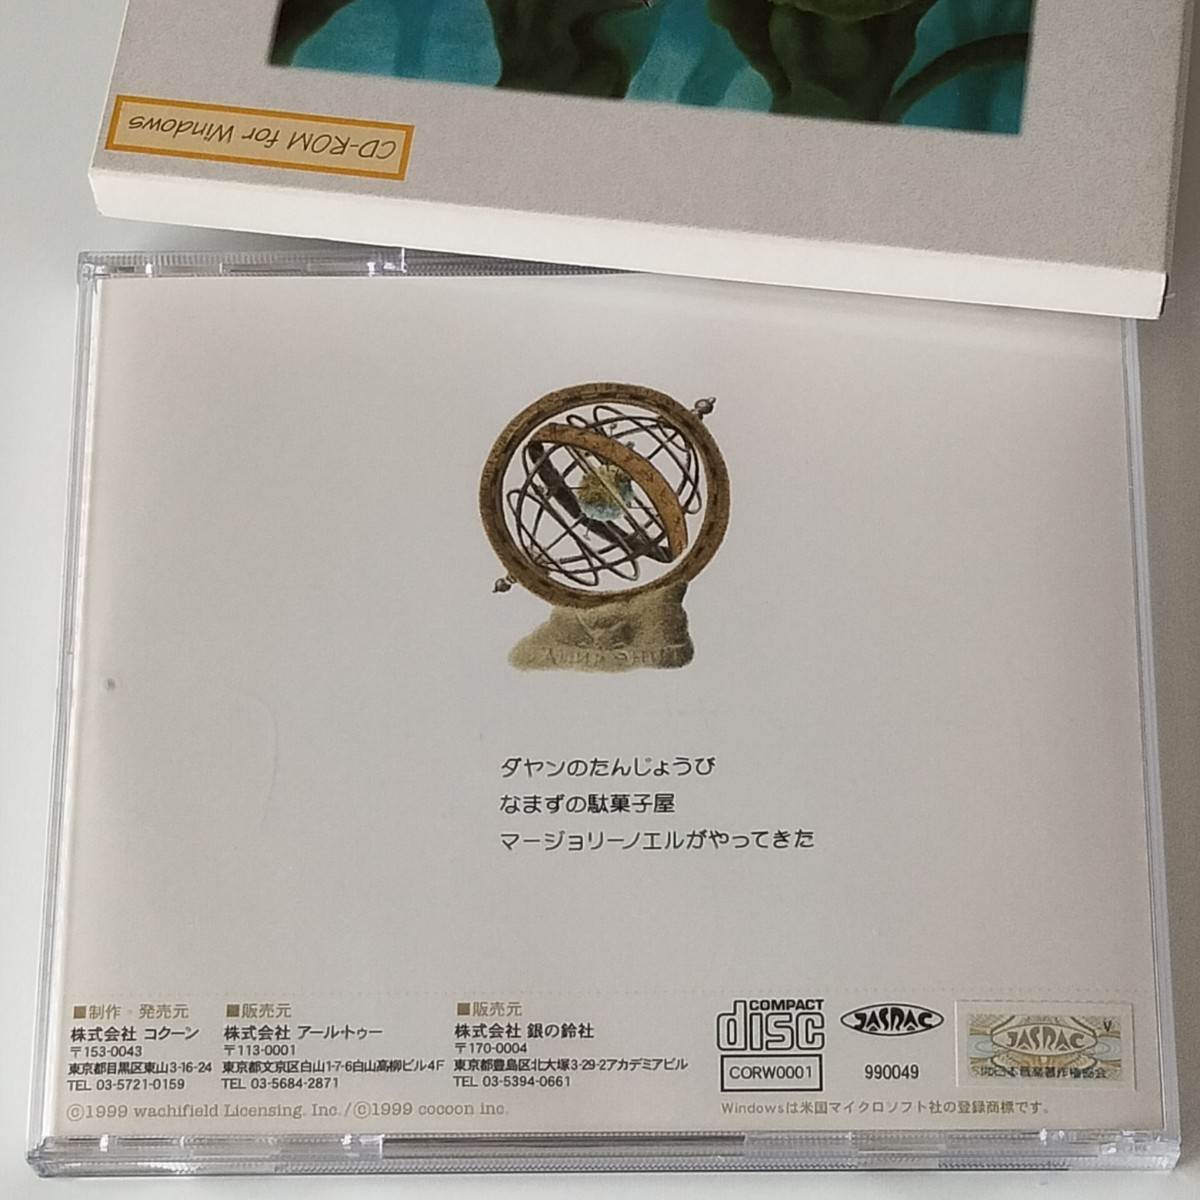 CD-ROM for Windows
ダヤンのたんじょうび
なまずの駄菓子屋
マージョリーノエルがやってきた
■制作・発売元
株式会社 コクーン
〒153-0043
東京都目黒区東山3-16-24
TEL 03-5721-0159
■販売元
株式会社 アールトゥー
〒113-0001
東京都文京区白山1-7-6白山高柳ビル4F
TEL 03-5684-2871
■販売元
株式会社 銀の鈴社
〒170-0004
東京都豊島区北大塚3-29-2アカデミアビル
TEL 03-5394-0661
©1999 wachifield Licensing. Inc./©1999 cocoon inc.
COMPACT
disc
CORW0001
JASRAC
990049
V
JASRAC
Windowsは米国マイクロソフト社の登録商標です。